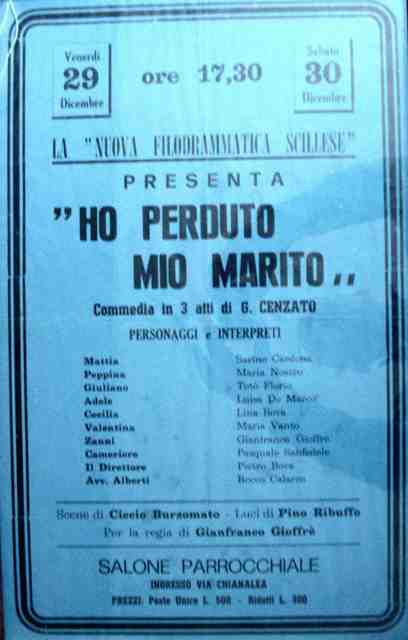 Venerdì
29
Dicembre
ore 17,30
Sabato
30
Dicembre
LA "NUOVA FILODRAMMATICA SCILLESE"
PRESENTA
"HO PERDUTO
MIO MARITO"
Commedia in 3 atti di G. CENZATO
PERSONAGGI e INTERPRETI
Mattia Sarino Cardona
Peppina Maria Nostro
Giuliano Totò Florio
Adele Luisa De Marco
Cecilia Lina Bova
Valentina Maria Vanto
Zanni Gianfranco Gioffrè
Cameriere Pasquale
Il Direttore Pietro Bova
Avv. Alberti Rocco Calarco
Scene di Ciccio Burzomato - Luci di Pino Ribuffo
Per la regia di Gianfranco Gioffrè
SALONE PARROCCHIALE
INGRESSO VIA CHIANALEA
PREZZI: Posto Unico L. 500 - Ridotti L. 300